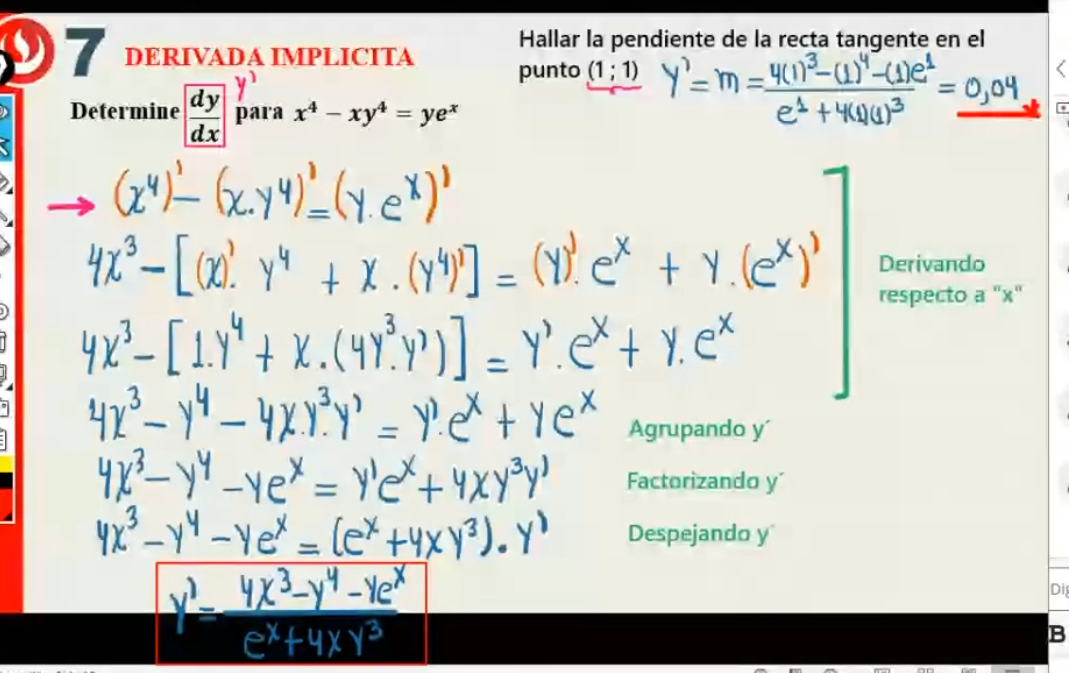 7 DERIVADA IMPLICITA
Determine dy/dx para x⁴ − xy⁴ = yeˣ
y'
Hallar la pendiente de la recta tangente en el
punto (1 ; 1) y' = m = (4(1)³ − (1)⁴ − (1)e¹)/(e¹ + 4(1)(1)³) = 0,04
(x⁴)' − (x.y⁴)' = (y.eˣ)'
4x³ − [(x)'. y⁴ + x . (y⁴)'] = (y)'. eˣ + y.(eˣ)'
Derivando
respecto a "x"
4x³ − [1.y⁴ + x.(4y³.y')] = y'.eˣ + y.eˣ
4x³ − y⁴ − 4x.y³.y' = y'.eˣ + yeˣ Agrupando y´
4x³ − y⁴ − yeˣ = y'eˣ + 4xy³y' Factorizando y´
4x³ − y⁴ − yeˣ = (eˣ + 4xy³). y' Despejando y´
y' = (4x³ − y⁴ − yeˣ)/(eˣ + 4xy³)
B